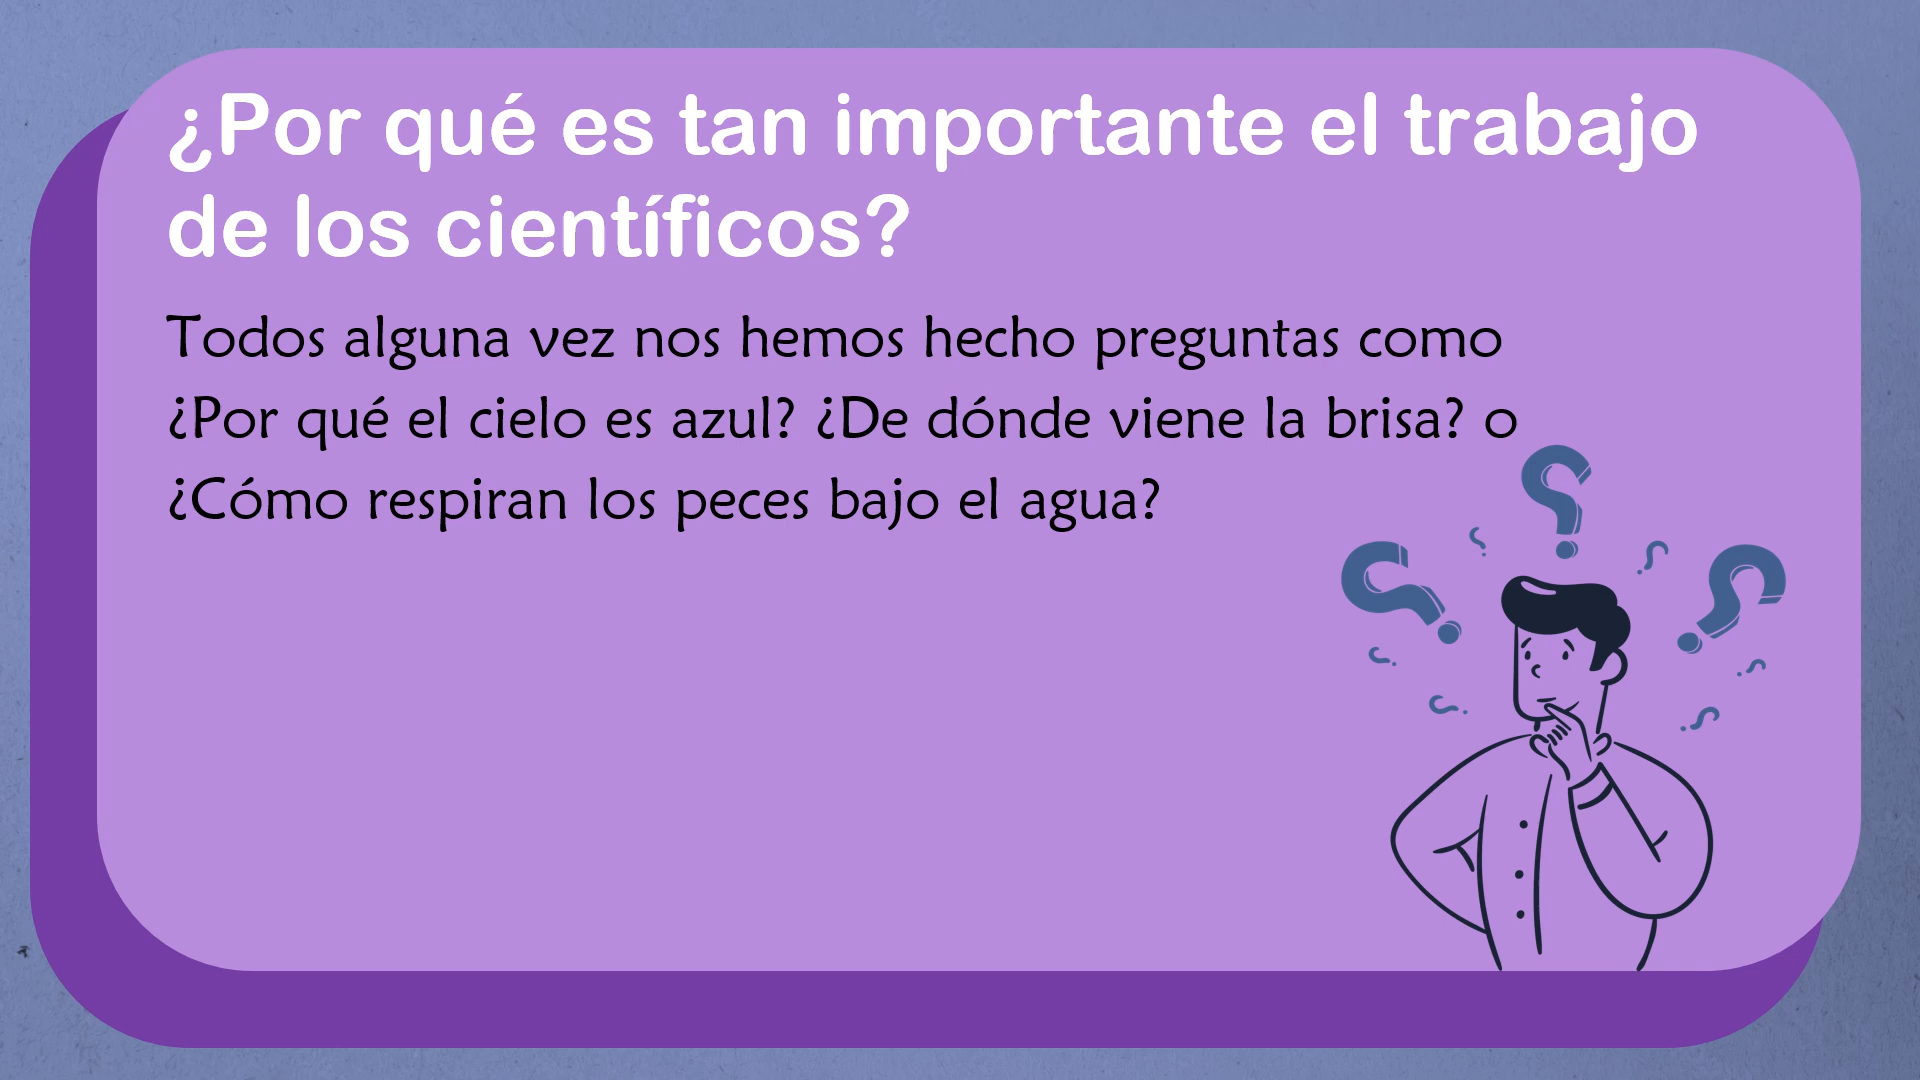 ¿Por qué es tan importante el trabajo
de los científicos?
Todos alguna vez nos hemos hecho preguntas como
¿Por qué el cielo es azul? ¿De dónde viene la brisa? o
¿Cómo respiran los peces bajo el agua?